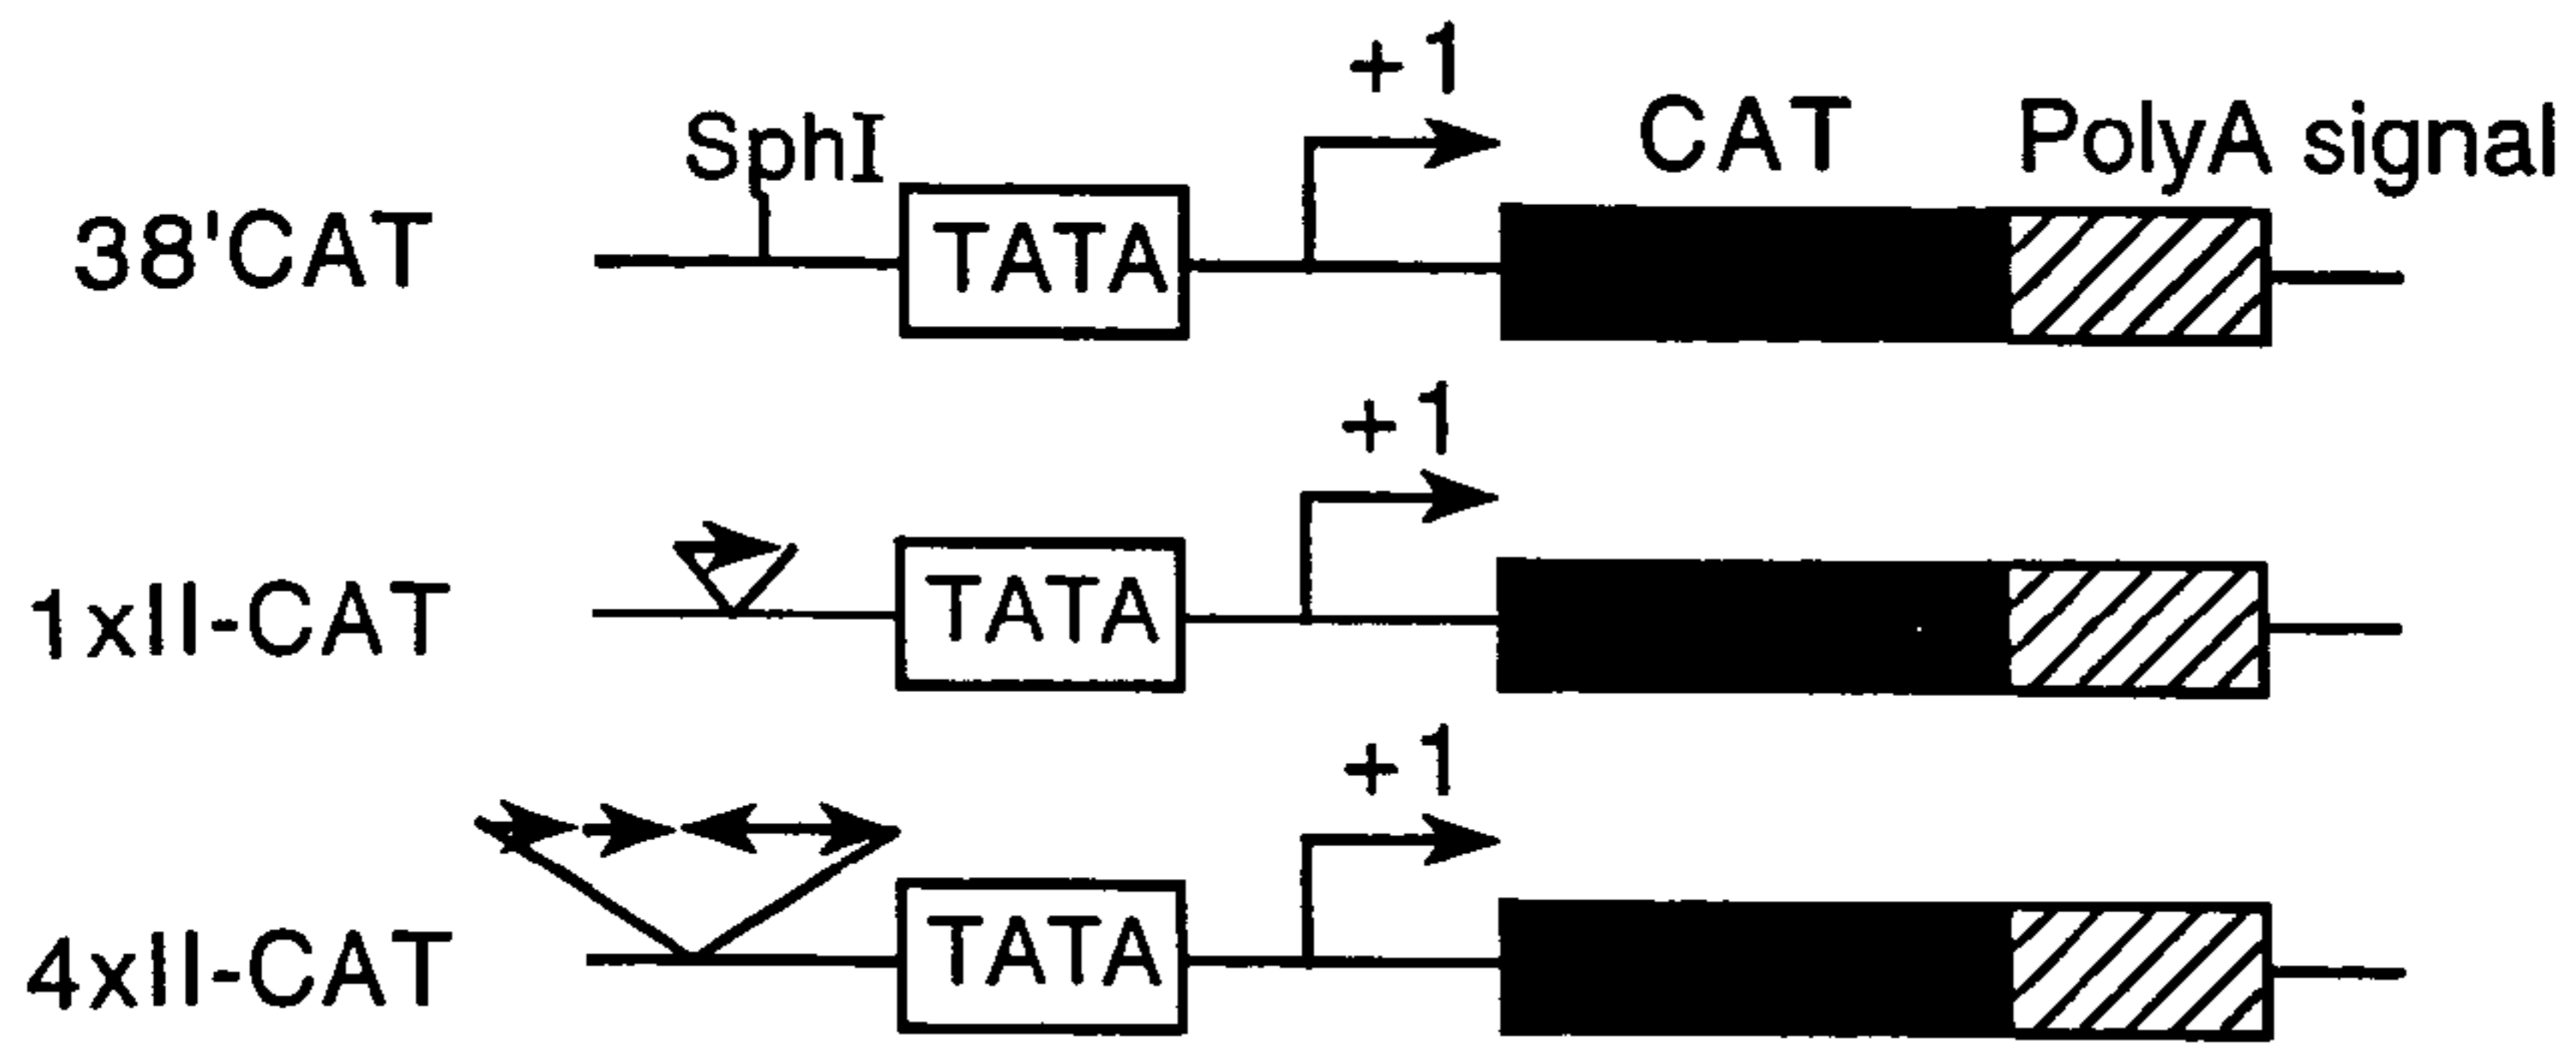 +1
SphI CAT PolyA signal
38'CAT TATA
+1
1xII-CAT TATA
+1
4xII-CAT TATA